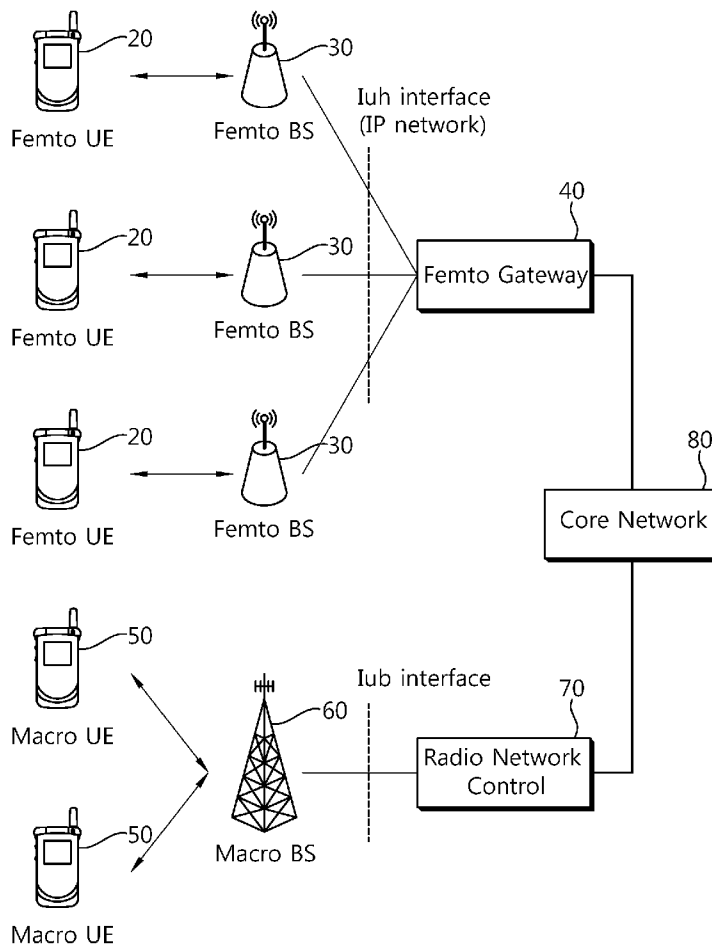 20
30
Femto UE
Femto BS
Iuh interface
(IP network)
20
30
Femto UE
Femto BS
40
Femto Gateway
20
30
Femto UE
Femto BS
80
Core Network
50
Macro UE
60
Macro BS
Iub interface
70
Radio Network
Control
50
Macro UE